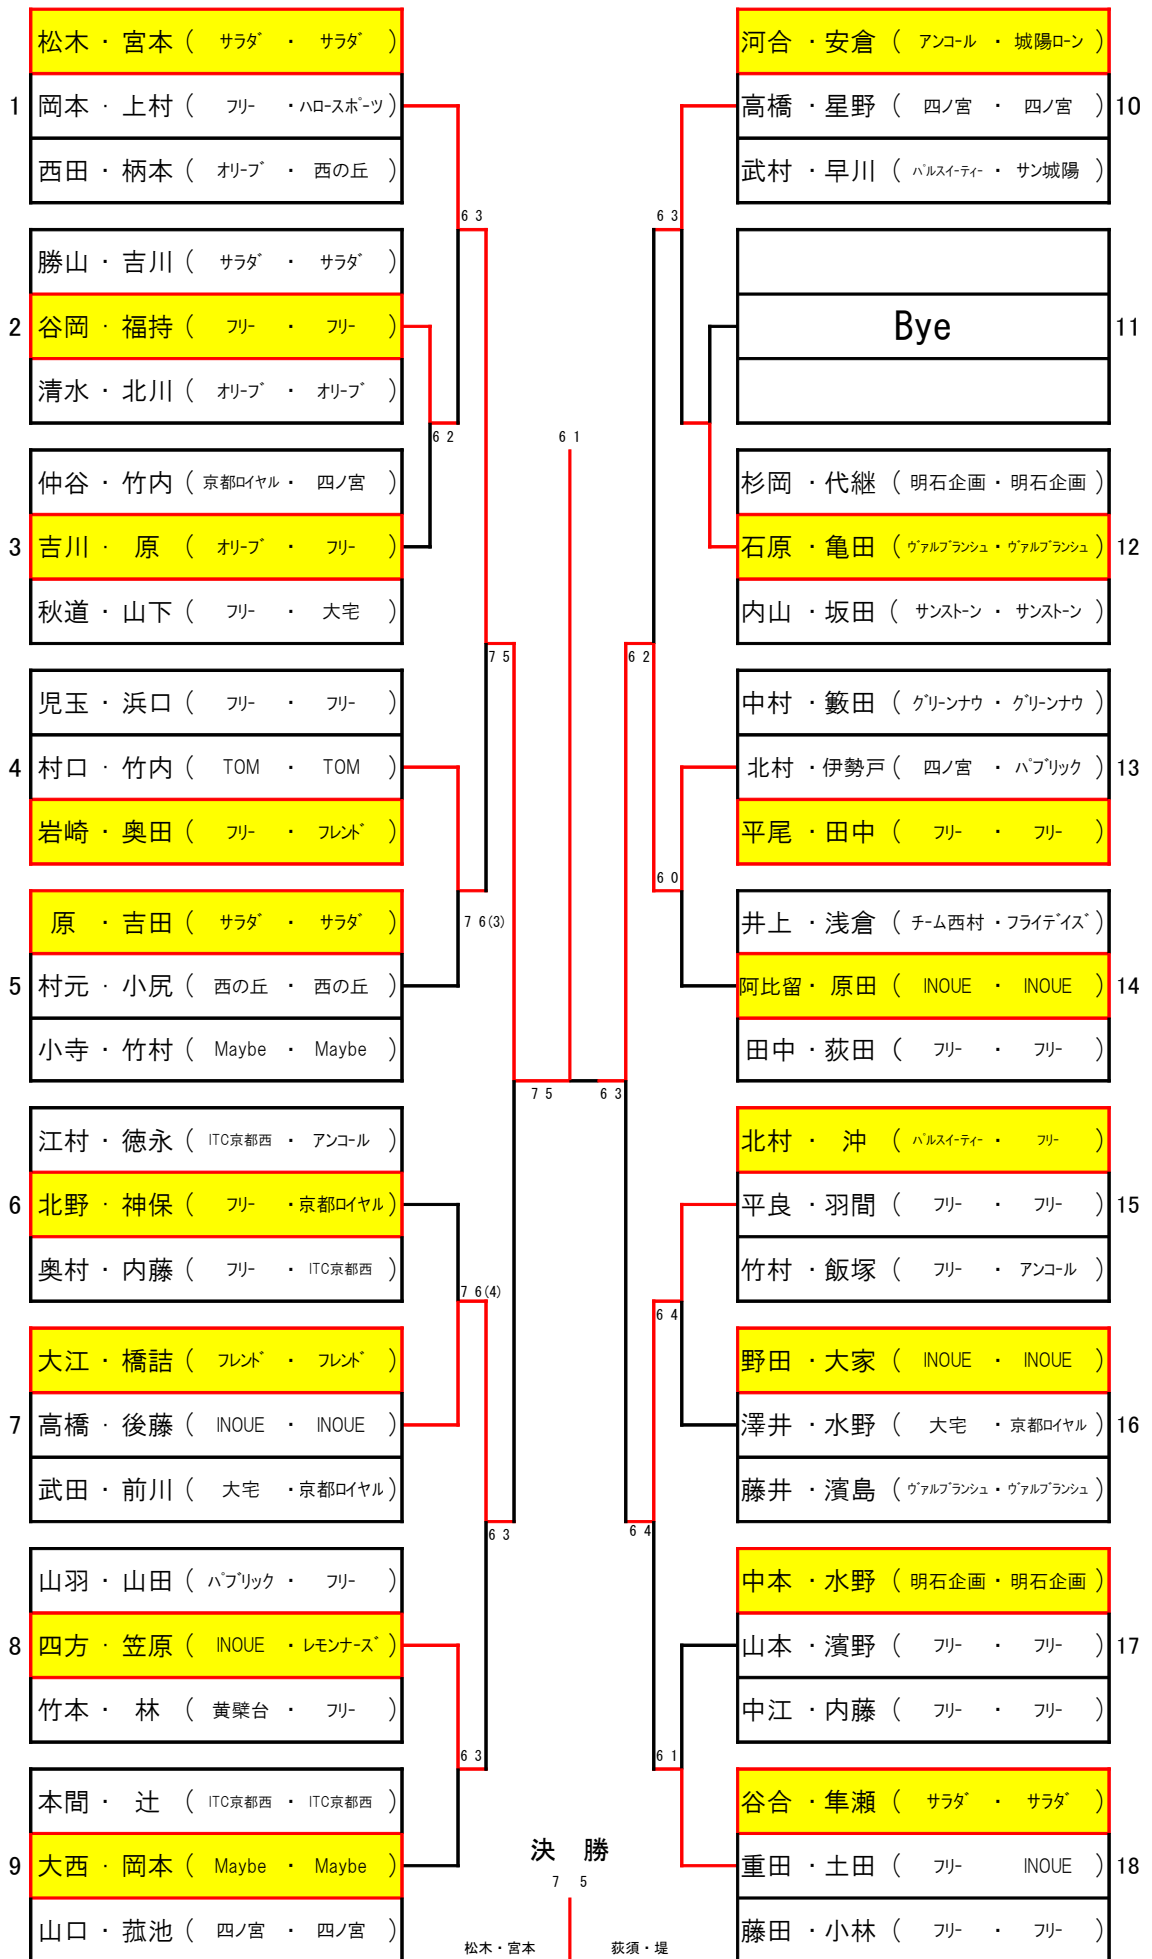 松木・宮本 ( サラダ ・ サラダ )
1 岡本・上村 ( フリー ・ ハロースポーツ )
西田・柄本 ( オリーブ ・ 西の丘 )
6 3
勝山・吉川 ( サラダ ・ サラダ )
2 谷岡・福持 ( フリー ・ フリー )
清水・北川 ( オリーブ ・ オリーブ )
6 2
仲谷・竹内 ( 京都ロイヤル ・ 四ノ宮 )
3 吉川・原 ( オリーブ ・ フリー )
秋道・山下 ( フリー ・ 大宅 )
7 5
児玉・浜口 ( フリー ・ フリー )
4 村口・竹内 ( TOM ・ TOM )
岩崎・奥田 ( フリー ・ フレンド )
7 6(3)
原・吉田 ( サラダ ・ サラダ )
5 村元・小尻 ( 西の丘 ・ 西の丘 )
小寺・竹村 ( Maybe ・ Maybe )
7 5
江村・徳永 ( ITC京都西 ・ アンコール )
6 北野・神保 ( フリー ・ 京都ロイヤル )
奥村・内藤 ( フリー ・ ITC京都西 )
7 6(4)
大江・橋詰 ( フレンド ・ フレンド )
7 高橋・後藤 ( INOUE ・ INOUE )
武田・前川 ( 大宅 ・ 京都ロイヤル )
6 3
山羽・山田 ( パブリック ・ フリー )
8 四方・笠原 ( INOUE ・ レモンナーズ )
竹本・林 ( 黄檗台 ・ フリー )
6 3
本間・辻 ( ITC京都西 ・ ITC京都西 )
9 大西・岡本 ( Maybe ・ Maybe )
山口・菰池 ( 四ノ宮 ・ 四ノ宮 )
6 1
河合・安倉 ( アンコール ・ 城陽ローン )
高橋・星野 ( 四ノ宮 ・ 四ノ宮 ) 10
武村・早川 ( パルスイーティー ・ サン城陽 )
6 3
Bye 11
杉岡・代継 ( 明石企画 ・ 明石企画 )
石原・亀田 ( ヴァルブランシュ ・ ヴァルブランシュ ) 12
内山・坂田 ( サンストーン ・ サンストーン )
6 2
中村・籔田 ( グリーンナウ ・ グリーンナウ )
北村・伊勢戸 ( 四ノ宮 ・ パブリック ) 13
平尾・田中 ( フリー ・ フリー )
6 0
井上・浅倉 ( チーム西村 ・ フライデイズ )
阿比留・原田 ( INOUE ・ INOUE ) 14
田中・荻田 ( フリー ・ フリー )
6 3
北村・沖 ( パルスイーティー ・ フリー )
平良・羽間 ( フリー ・ フリー ) 15
竹村・飯塚 ( フリー ・ アンコール )
6 4
野田・大家 ( INOUE ・ INOUE )
澤井・水野 ( 大宅 ・ 京都ロイヤル ) 16
藤井・濱島 ( ヴァルブランシュ ・ ヴァルブランシュ )
6 4
中本・水野 ( 明石企画 ・ 明石企画 )
山本・濱野 ( フリー ・ フリー ) 17
中江・内藤 ( フリー ・ フリー )
6 1
谷合・隼瀬 ( サラダ ・ サラダ )
重田・土田 ( フリー INOUE ) 18
藤田・小林 ( フリー ・ フリー )
決 勝
7 5
松木・宮本 荻須・堤